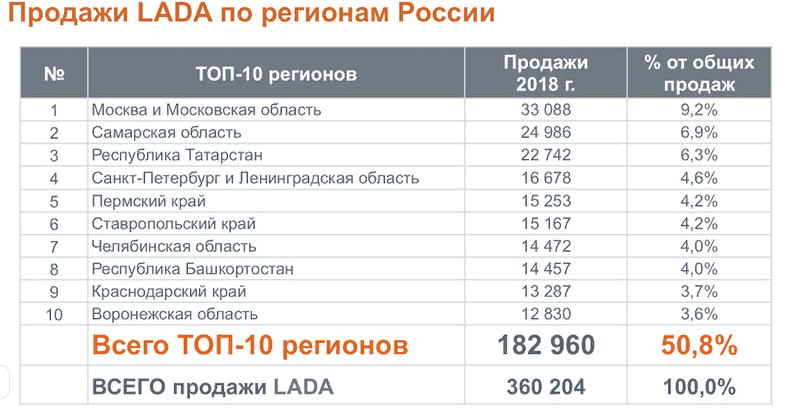 Продажи LADA по регионам России
№ ТОП-10 регионов Продажи 2018 г. % от общих продаж
1 Москва и Московская область 33 088 9,2%
2 Самарская область 24 986 6,9%
3 Республика Татарстан 22 742 6,3%
4 Санкт-Петербург и Ленинградская область 16 678 4,6%
5 Пермский край 15 253 4,2%
6 Ставропольский край 15 167 4,2%
7 Челябинская область 14 472 4,0%
8 Республика Башкортостан 14 457 4,0%
9 Краснодарский край 13 287 3,7%
10 Воронежская область 12 830 3,6%
Всего ТОП-10 регионов 182 960 50,8%
ВСЕГО продажи LADA 360 204 100,0%